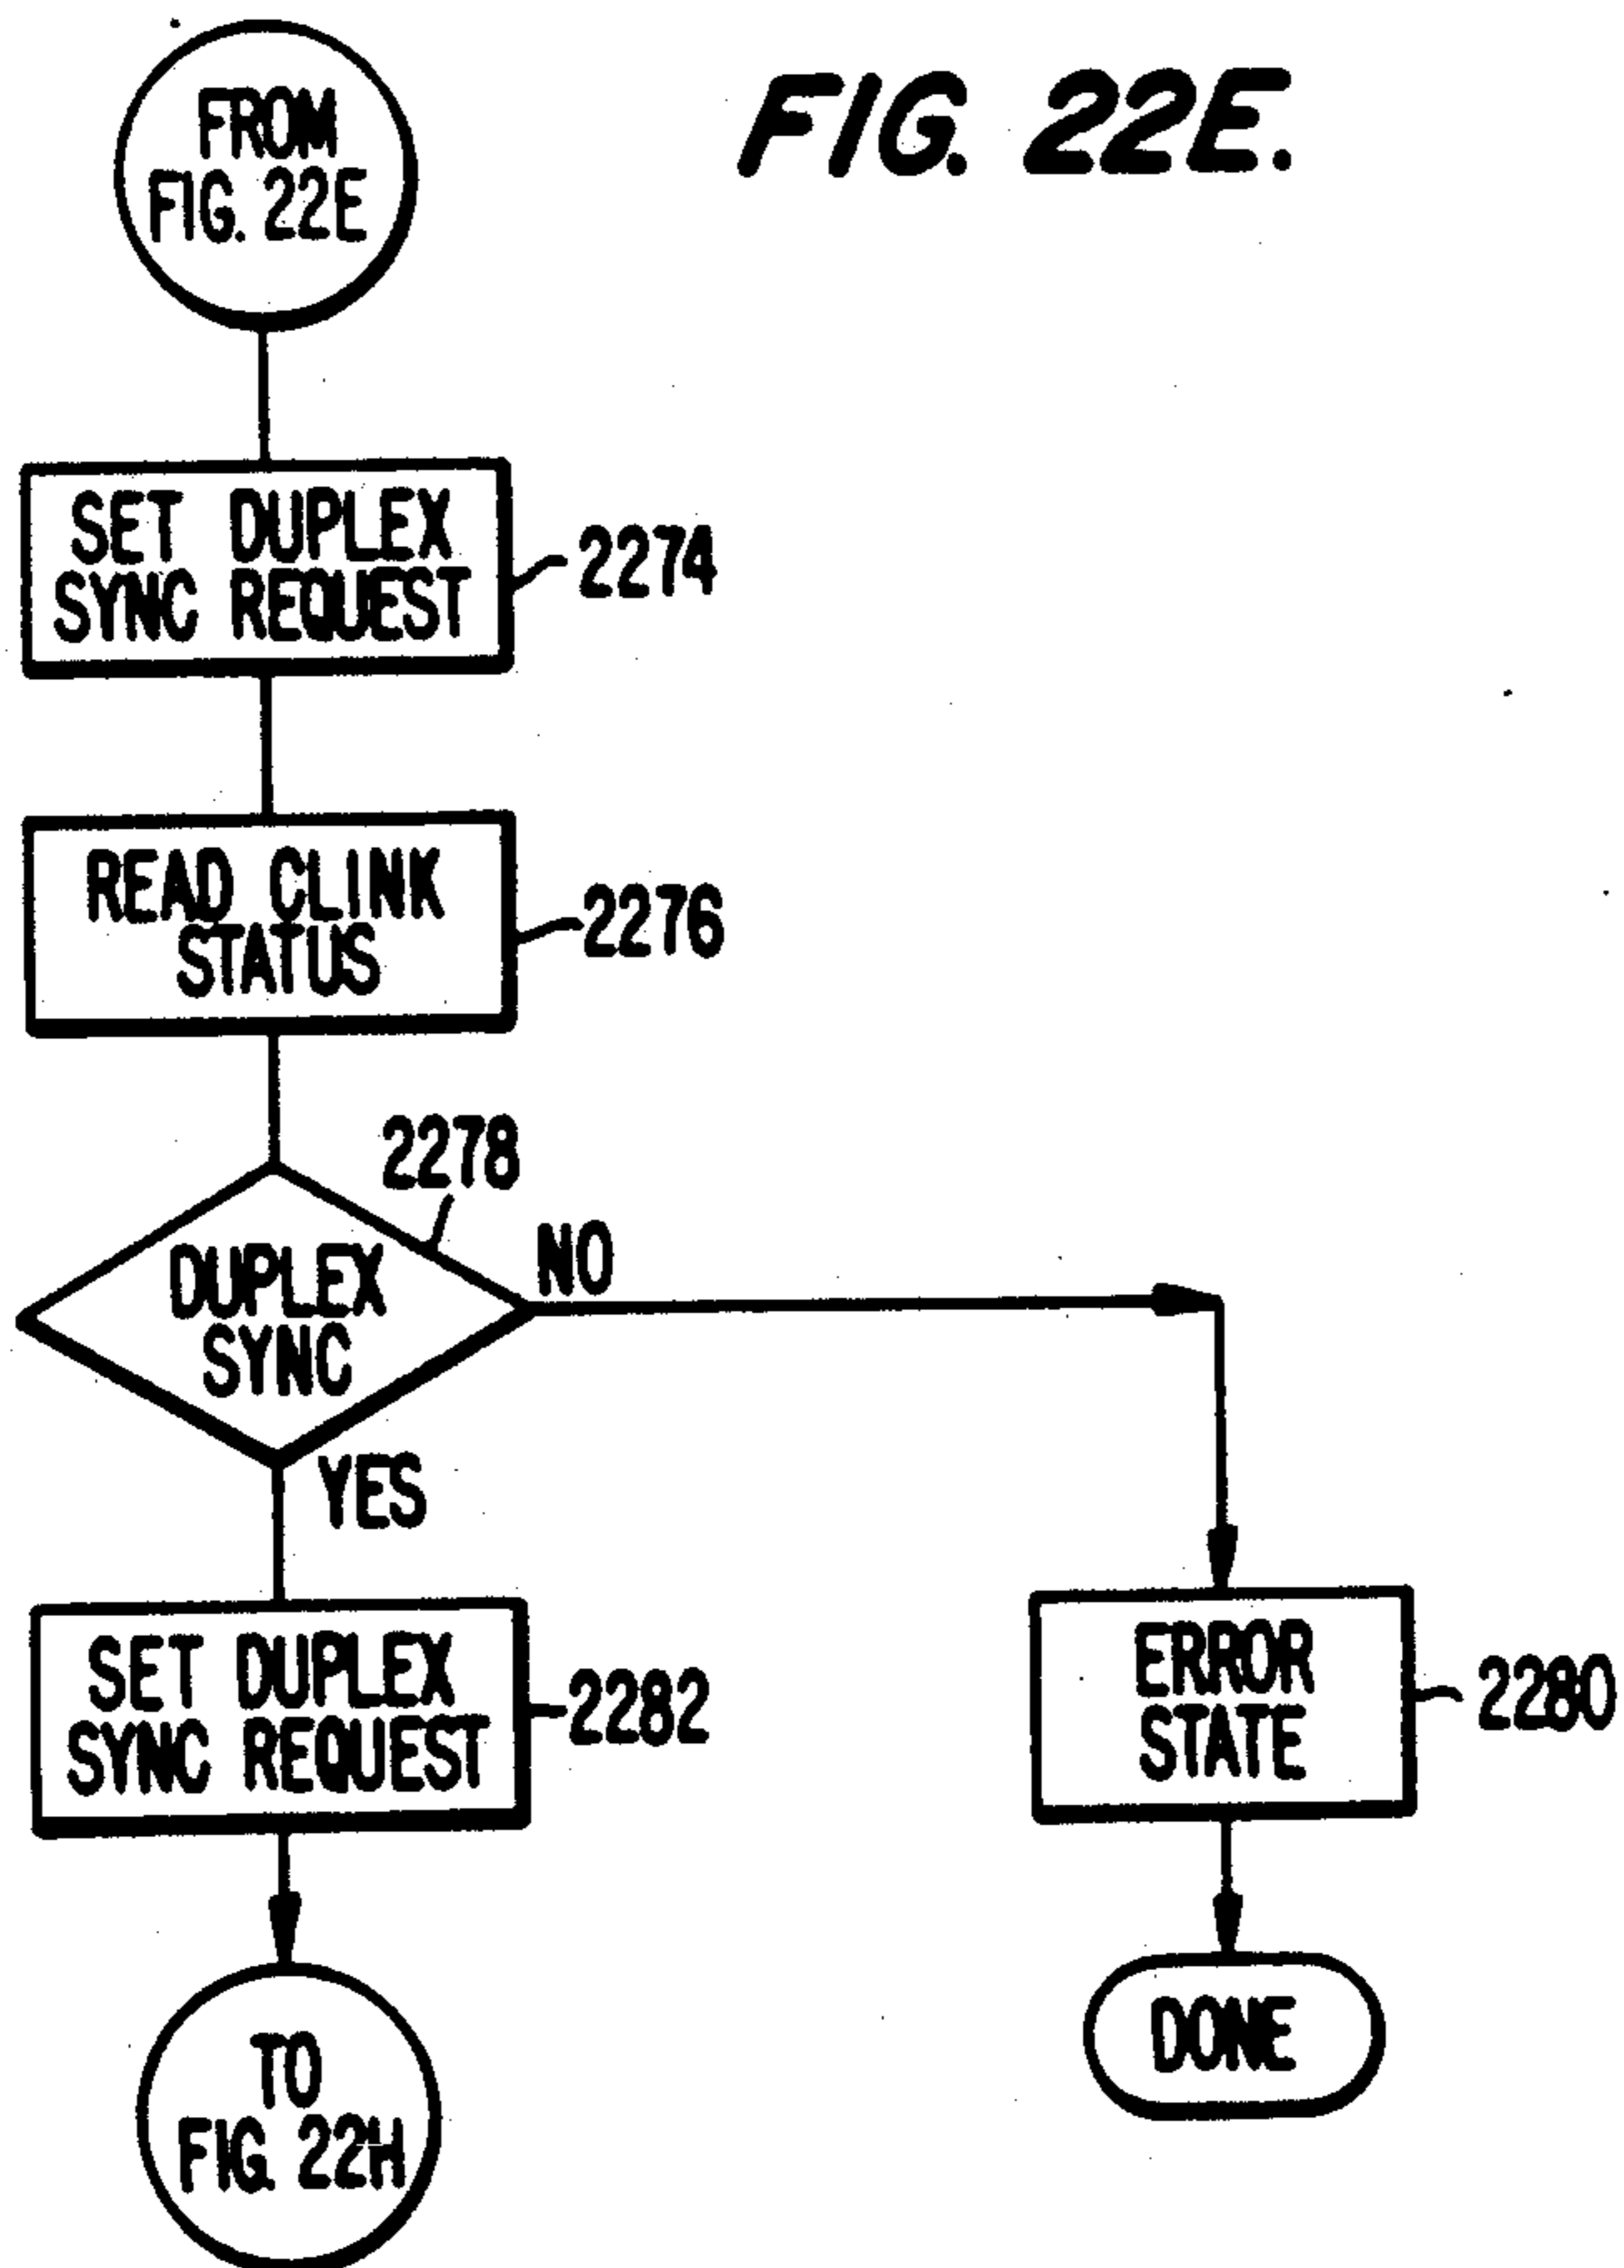 FIG. 22E.
FROM
FIG. 22E
SET DUPLEX
SYNC REQUEST
2274
READ CLINK
STATUS
2276
2278
DUPLEX
SYNC
NO
YES
SET DUPLEX
SYNC REQUEST
2282
ERROR
STATE
2280
TO
FIG. 22H
DONE